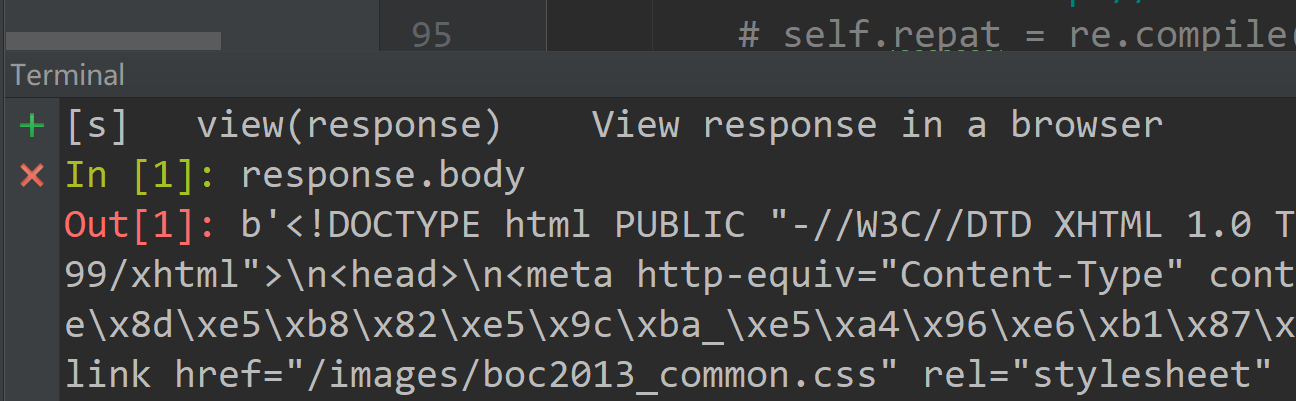 95 # self.repat = re.compile(
Terminal
[s] view(response) View response in a browser
In [1]: response.body
Out[1]: b'<!DOCTYPE html PUBLIC "-//W3C//DTD XHTML 1.0 T
99/xhtml">\n<head>\n<meta http-equiv="Content-Type" cont
e\x8d\xe5\xb8\x82\xe5\x9c\xba_\xe5\xa4\x96\xe6\xb1\x87\x
link href="/images/boc2013_common.css" rel="stylesheet"